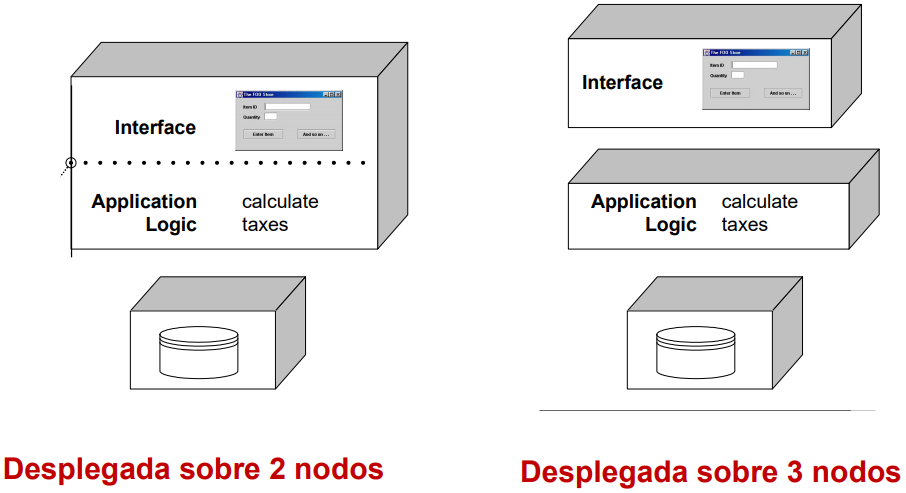 Interface
The FOO Store
Item ID
Quantity
Enter Item
And so on ...
Application
Logic
calculate
taxes
Desplegada sobre 2 nodos
Interface
The FOO Store
Item ID
Quantity
Enter Item
And so on ...
Application
Logic
calculate
taxes
Desplegada sobre 3 nodos